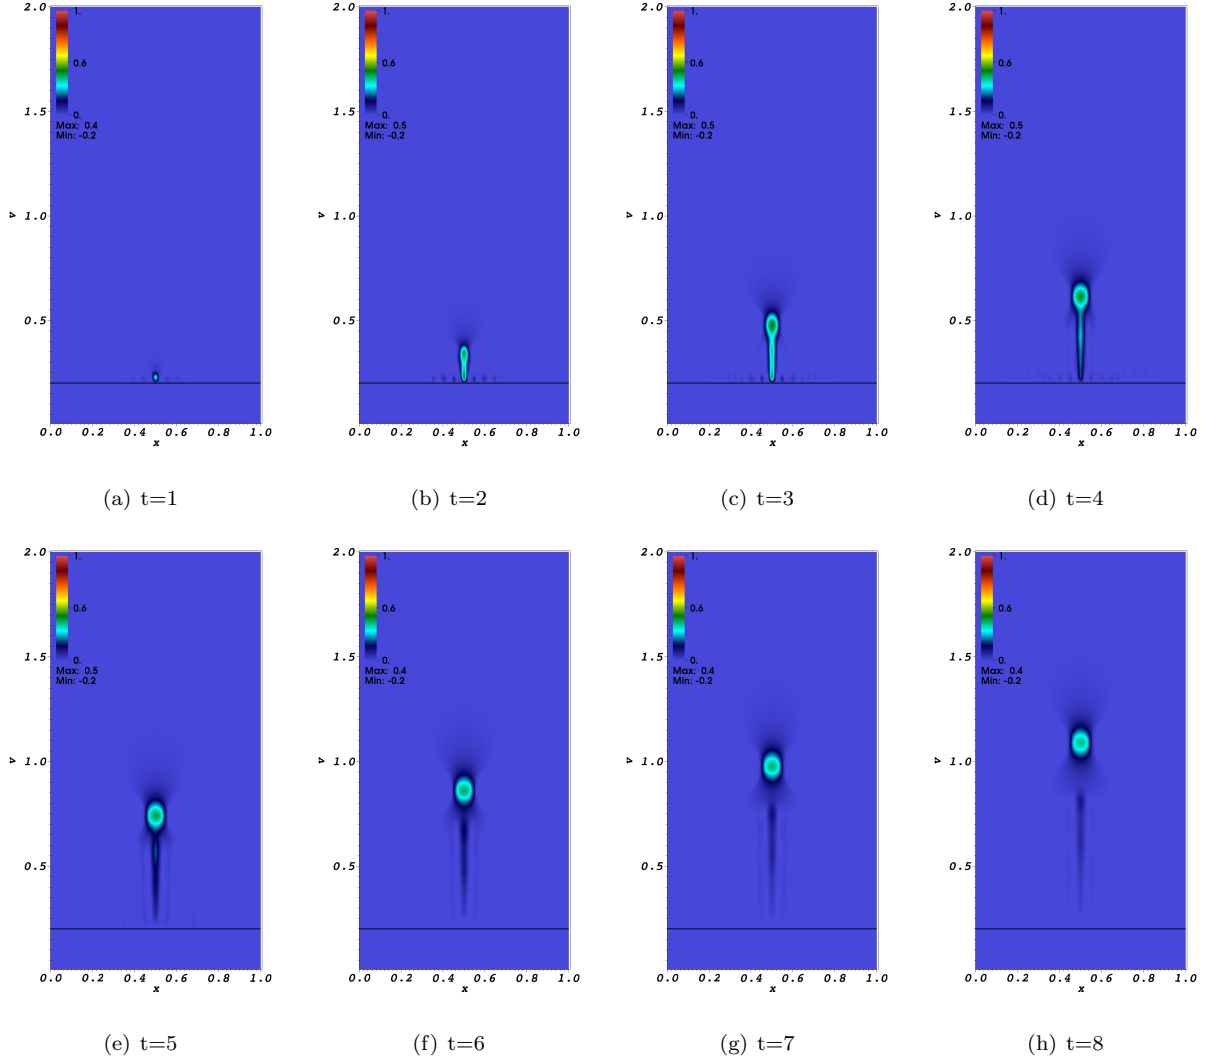 2.0 1. 2.0 1. 2.0 1. 2.0 1.
0.6 0.6 0.6 0.6
1.5 0. 1.5 0. 1.5 0. 1.5 0.
Max: 0.4 Max: 0.5 Max: 0.5 Max: 0.5
Min: -0.2 Min: -0.2 Min: -0.2 Min: -0.2
v 1.0 v 1.0 v 1.0 v 1.0
0.5 0.5 0.5 0.5
0.0 0.2 0.4 0.6 0.8 1.0 0.0 0.2 0.4 0.6 0.8 1.0 0.0 0.2 0.4 0.6 0.8 1.0 0.0 0.2 0.4 0.6 0.8 1.0
x x x x
(a) t=1 (b) t=2 (c) t=3 (d) t=4
2.0 1. 2.0 1. 2.0 1. 2.0 1.
0.6 0.6 0.6 0.6
1.5 0. 1.5 0. 1.5 0. 1.5 0.
Max: 0.5 Max: 0.4 Max: 0.4 Max: 0.4
Min: -0.2 Min: -0.2 Min: -0.2 Min: -0.2
v 1.0 v 1.0 v 1.0 v 1.0
0.5 0.5 0.5 0.5
0.0 0.2 0.4 0.6 0.8 1.0 0.0 0.2 0.4 0.6 0.8 1.0 0.0 0.2 0.4 0.6 0.8 1.0 0.0 0.2 0.4 0.6 0.8 1.0
x x x x
(e) t=5 (f) t=6 (g) t=7 (h) t=8